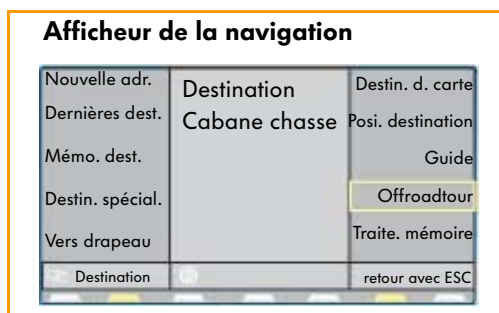 Afficheur de la navigation
Nouvelle adr.
Dernières dest.
Mémo. dest.
Destin. spécial.
Vers drapeau
Destination
Cabane chasse
Destin. d. carte
Posi. destination
Guide
Offroadtour
Traite. mémoire
Destination
retour avec ESC